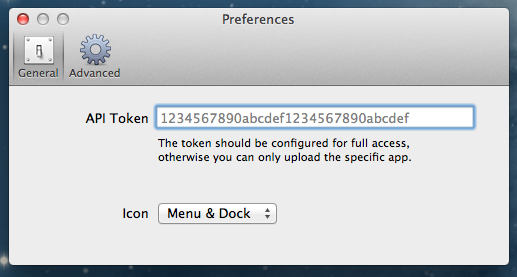 Preferences
General
Advanced
API Token
1234567890abcdef1234567890abcdef
The token should be configured for full access,
otherwise you can only upload the specific app.
Icon
Menu & Dock